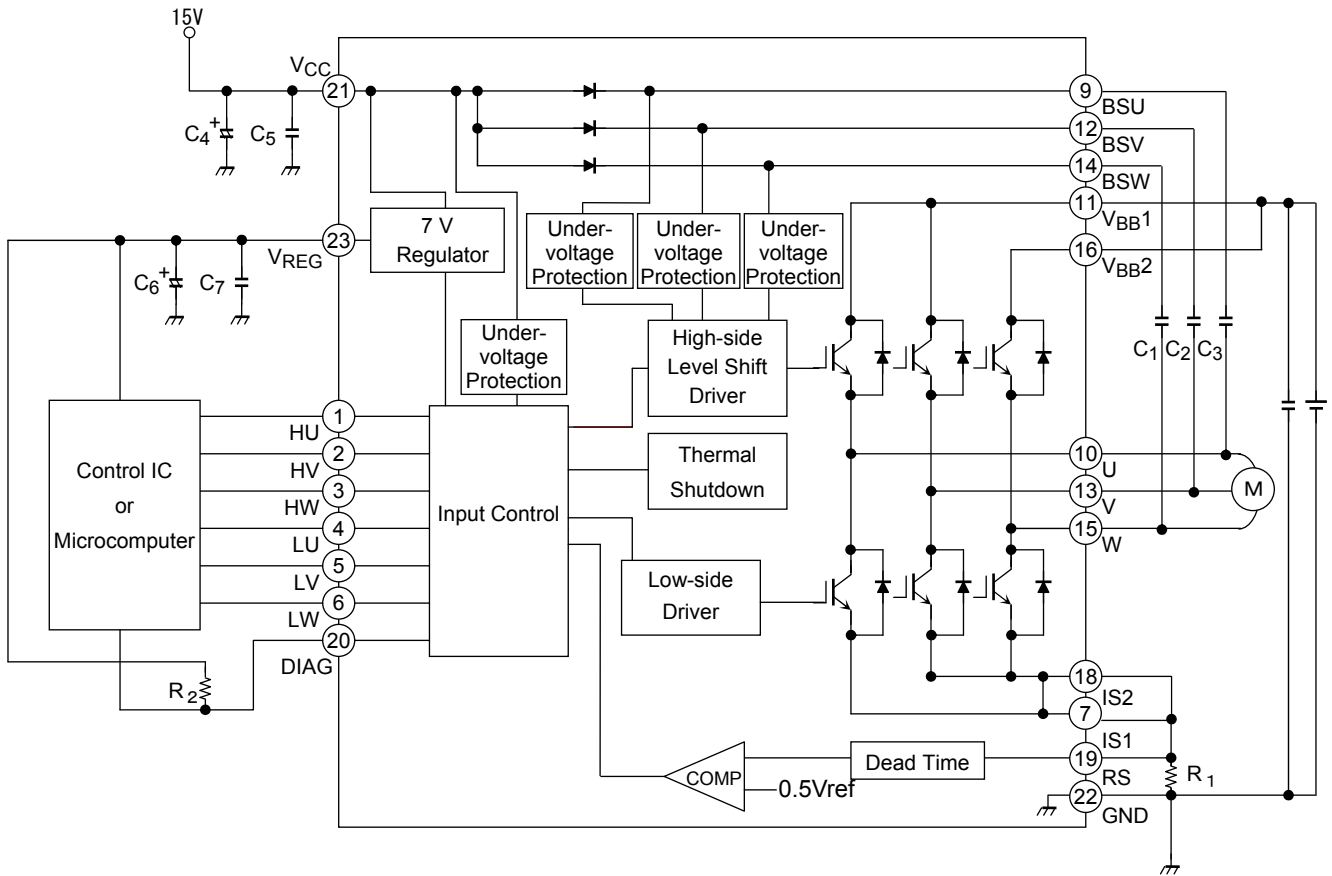 15V
VCC
21
9
BSU
C4
+
C5
12
BSV
14
BSW
11
VBB1
7 V
Regulator
Under-
voltage
Protection
Under-
voltage
Protection
Under-
voltage
Protection
23
VREG
16
VBB2
C6
+
C7
Under-
voltage
Protection
High-side
Level Shift
Driver
C1
C2
C3
Control IC
or
Microcomputer
1
HU
2
HV
3
HW
4
LU
5
LV
6
LW
20
DIAG
Input Control
Thermal
Shutdown
10
U
13
V
15
W
M
Low-side
Driver
R2
18
IS2
7
IS1
COMP
Dead Time
0.5Vref
19
RS
R1
22
GND